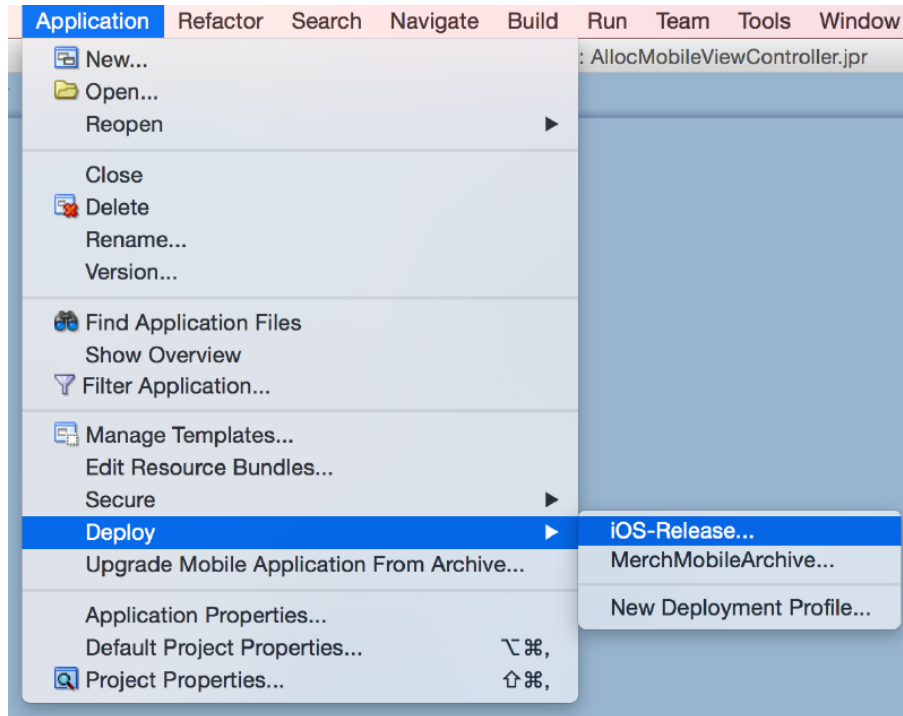 Application Refactor Search Navigate Build Run Team Tools Window
New... : AllocMobileViewController.jpr
Open...
Reopen
Close
Delete
Rename...
Version...
Find Application Files
Show Overview
Filter Application...
Manage Templates...
Edit Resource Bundles...
Secure
Deploy
iOS-Release...
Upgrade Mobile Application From Archive...
MerchMobileArchive...
New Deployment Profile...
Application Properties...
Default Project Properties... ⌥⌘,
Project Properties... ⇧⌘,